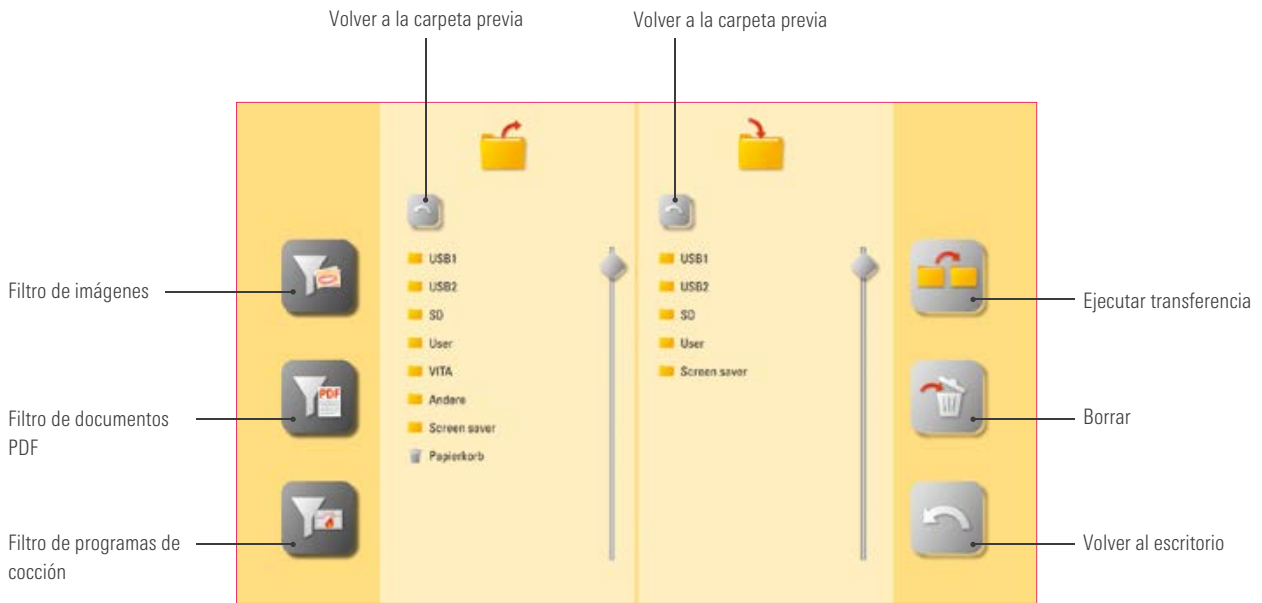 Volver a la carpeta previa
Volver a la carpeta previa
Filtro de imágenes
Filtro de documentos
PDF
Filtro de programas de
cocción
PDF
USB1
USB2
SD
User
VITA
Andere
Screen saver
Papierkorb
USB1
USB2
SD
User
Screen saver
Ejecutar transferencia
Borrar
Volver al escritorio